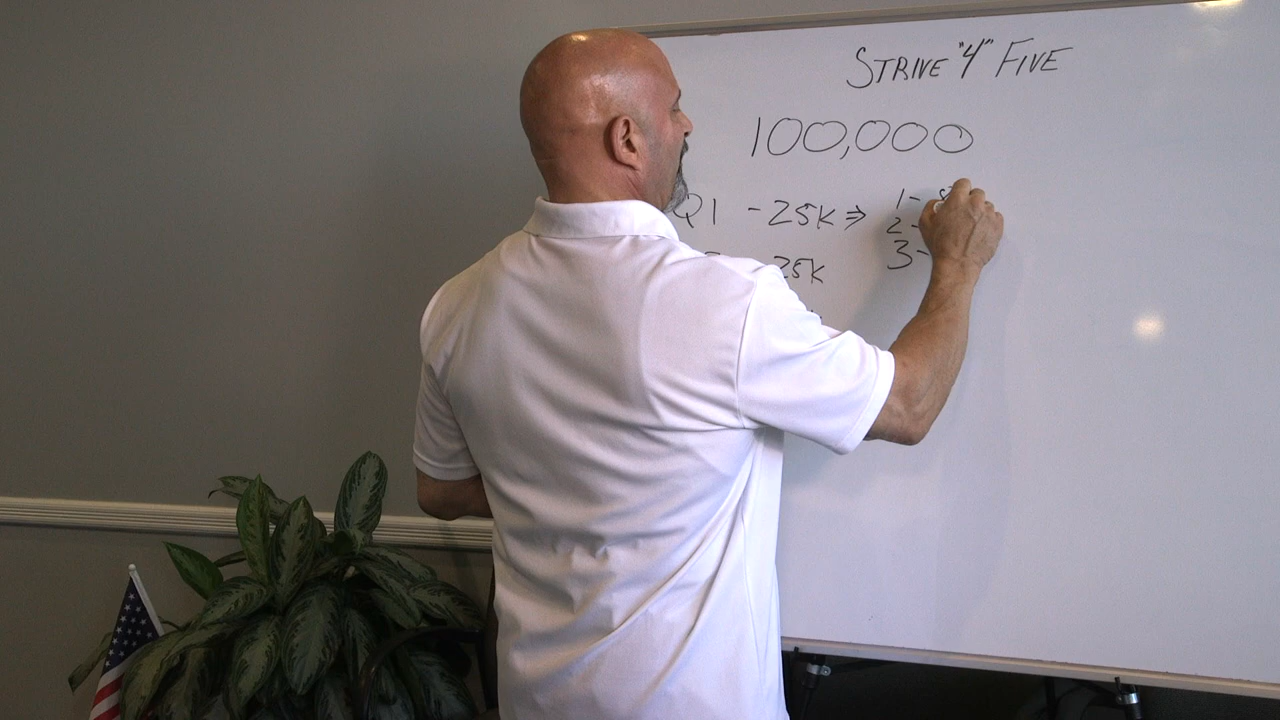 STRIVE "4" FIVE
100,000
Q1 - 25K ⇒ 1-
2-
3-
25K